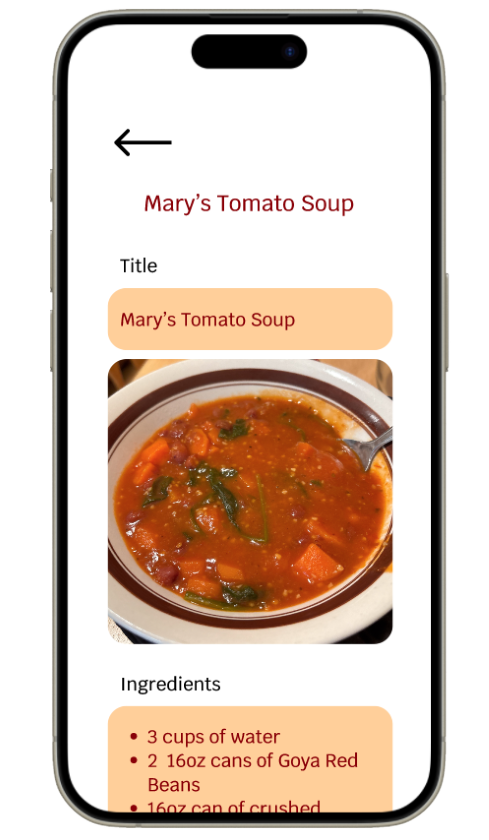 Mary’s Tomato Soup
Title
Mary’s Tomato Soup
Ingredients
• 3 cups of water
• 2  16oz cans of Goya Red
Beans
• 16oz can of crushed